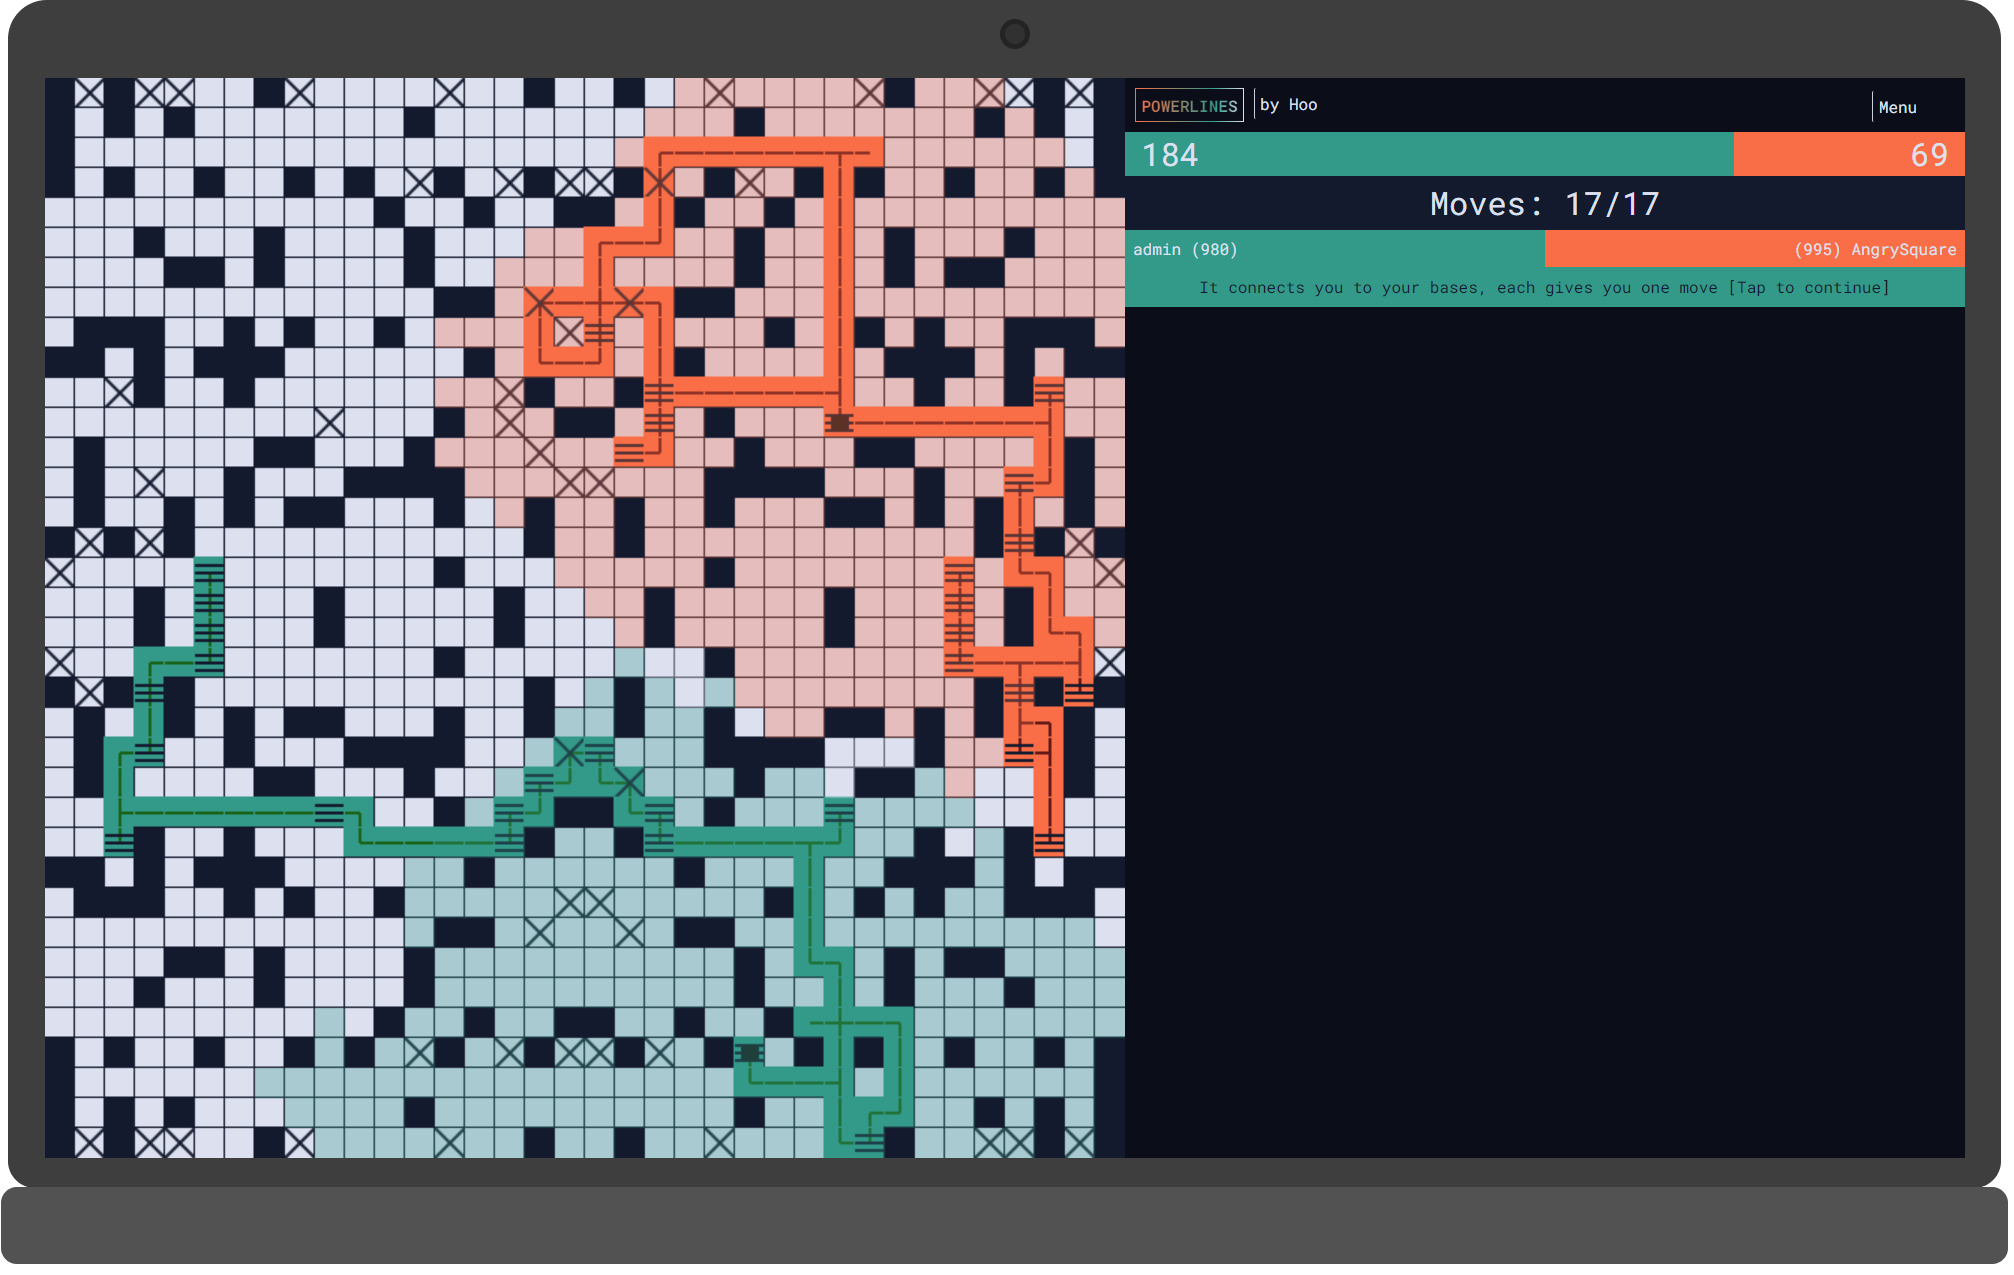 POWERLINES by Hoo
Menu
184 69
Moves: 17/17
admin (980) (995) AngrySquare
It connects you to your bases, each gives you one move [Tap to continue]